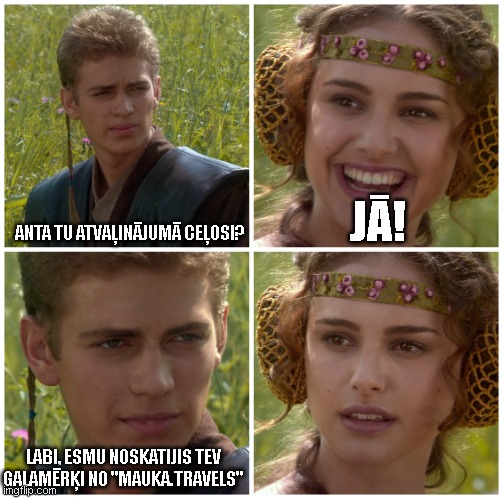 ANTA TU ATVAĻINĀJUMĀ CEĻOSI?
JĀ!
LABI, ESMU NOSKATIJIS TEV
GALAMĒRĶI NO "MAUKA.TRAVELS"
imgflip.com